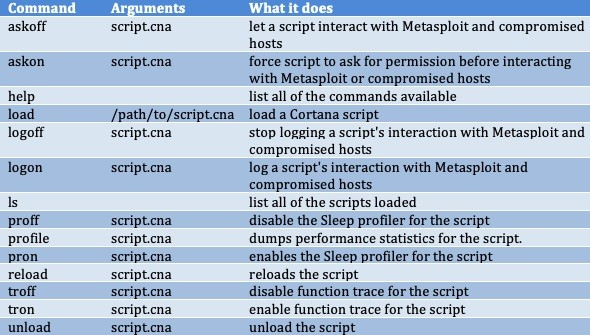 Command Arguments What it does
askoff script.cna let a script interact with Metasploit and compromised
hosts
askon script.cna force script to ask for permission before interacting
with Metasploit or compromised hosts
help list all of the commands available
load /path/to/script.cna load a Cortana script
logoff script.cna stop logging a script's interaction with Metasploit and
compromised hosts
logon script.cna log a script's interaction with Metasploit and
compromised hosts
ls list all of the scripts loaded
proff script.cna disable the Sleep profiler for the script
profile script.cna dumps performance statistics for the script.
pron script.cna enables the Sleep profiler for the script
reload script.cna reloads the script
troff script.cna disable function trace for the script
tron script.cna enable function trace for the script
unload script.cna unload the script